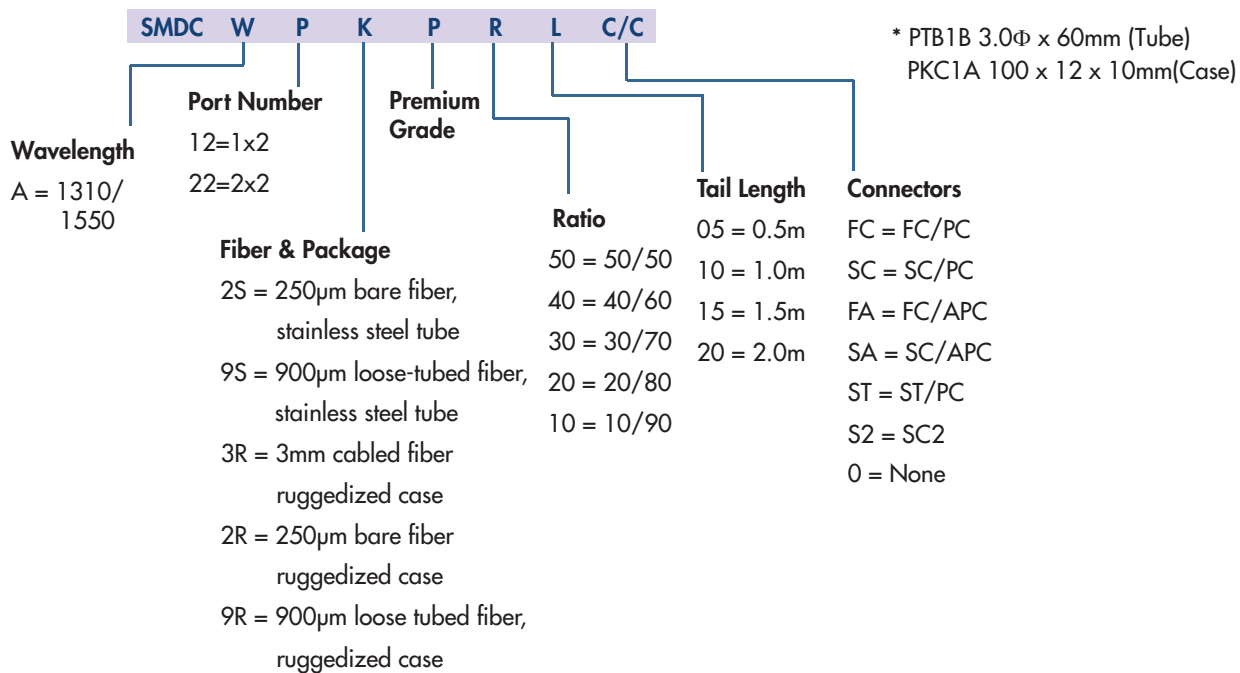 SMDC W P K P R L C/C
* PTB1B 3.0Φ x 60mm (Tube)
PKC1A 100 x 12 x 10mm(Case)
Wavelength
A = 1310/
1550
Port Number
12=1x2
22=2x2
Fiber & Package
2S = 250µm bare fiber,
stainless steel tube
9S = 900µm loose-tubed fiber,
stainless steel tube
3R = 3mm cabled fiber
ruggedized case
2R = 250µm bare fiber
ruggedized case
9R = 900µm loose tubed fiber,
ruggedized case
Premium
Grade
Ratio
50 = 50/50
40 = 40/60
30 = 30/70
20 = 20/80
10 = 10/90
Tail Length
05 = 0.5m
10 = 1.0m
15 = 1.5m
20 = 2.0m
Connectors
FC = FC/PC
SC = SC/PC
FA = FC/APC
SA = SC/APC
ST = ST/PC
S2 = SC2
0 = None